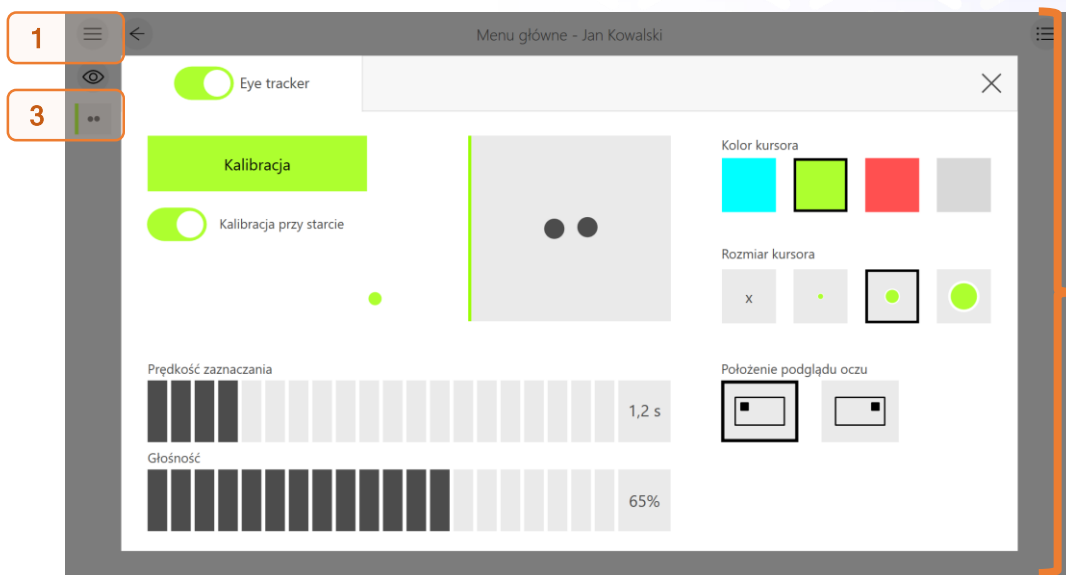 1
Menu główne - Jan Kowalski
Eye tracker
3
Kalibracja
Kolor kursora
Kalibracja przy starcie
Rozmiar kursora
x
Prędkość zaznaczania
Położenie podglądu oczu
1,2 s
Głośność
65%